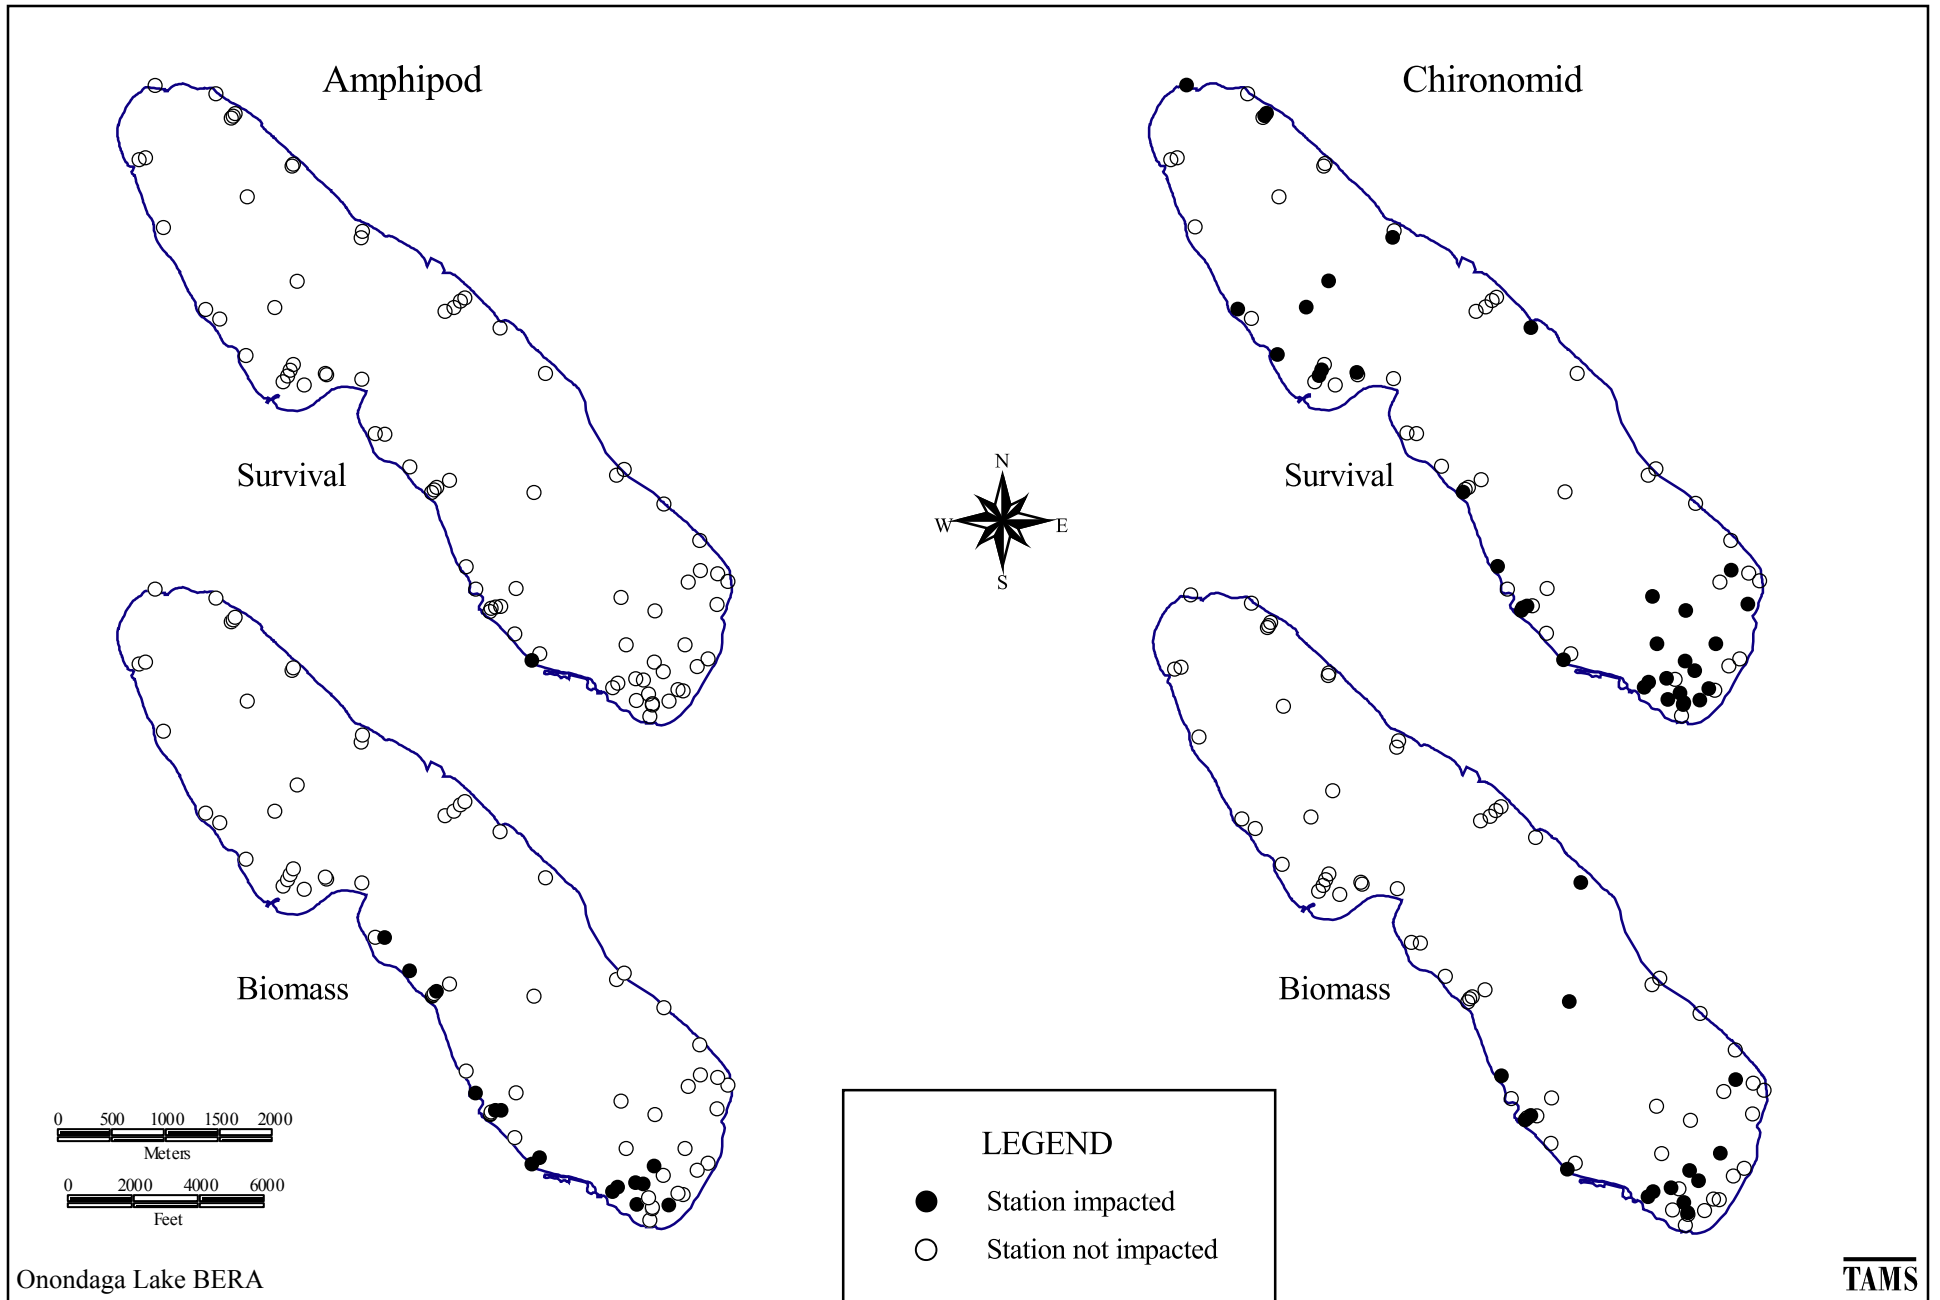 Amphipod
Chironomid
Survival
Survival
N
W
E
S
Biomass
Biomass
0 500 1000 1500 2000
Meters
0 2000 4000 6000
Feet
LEGEND
Station impacted
Station not impacted
Onondaga Lake BERA
TAMS